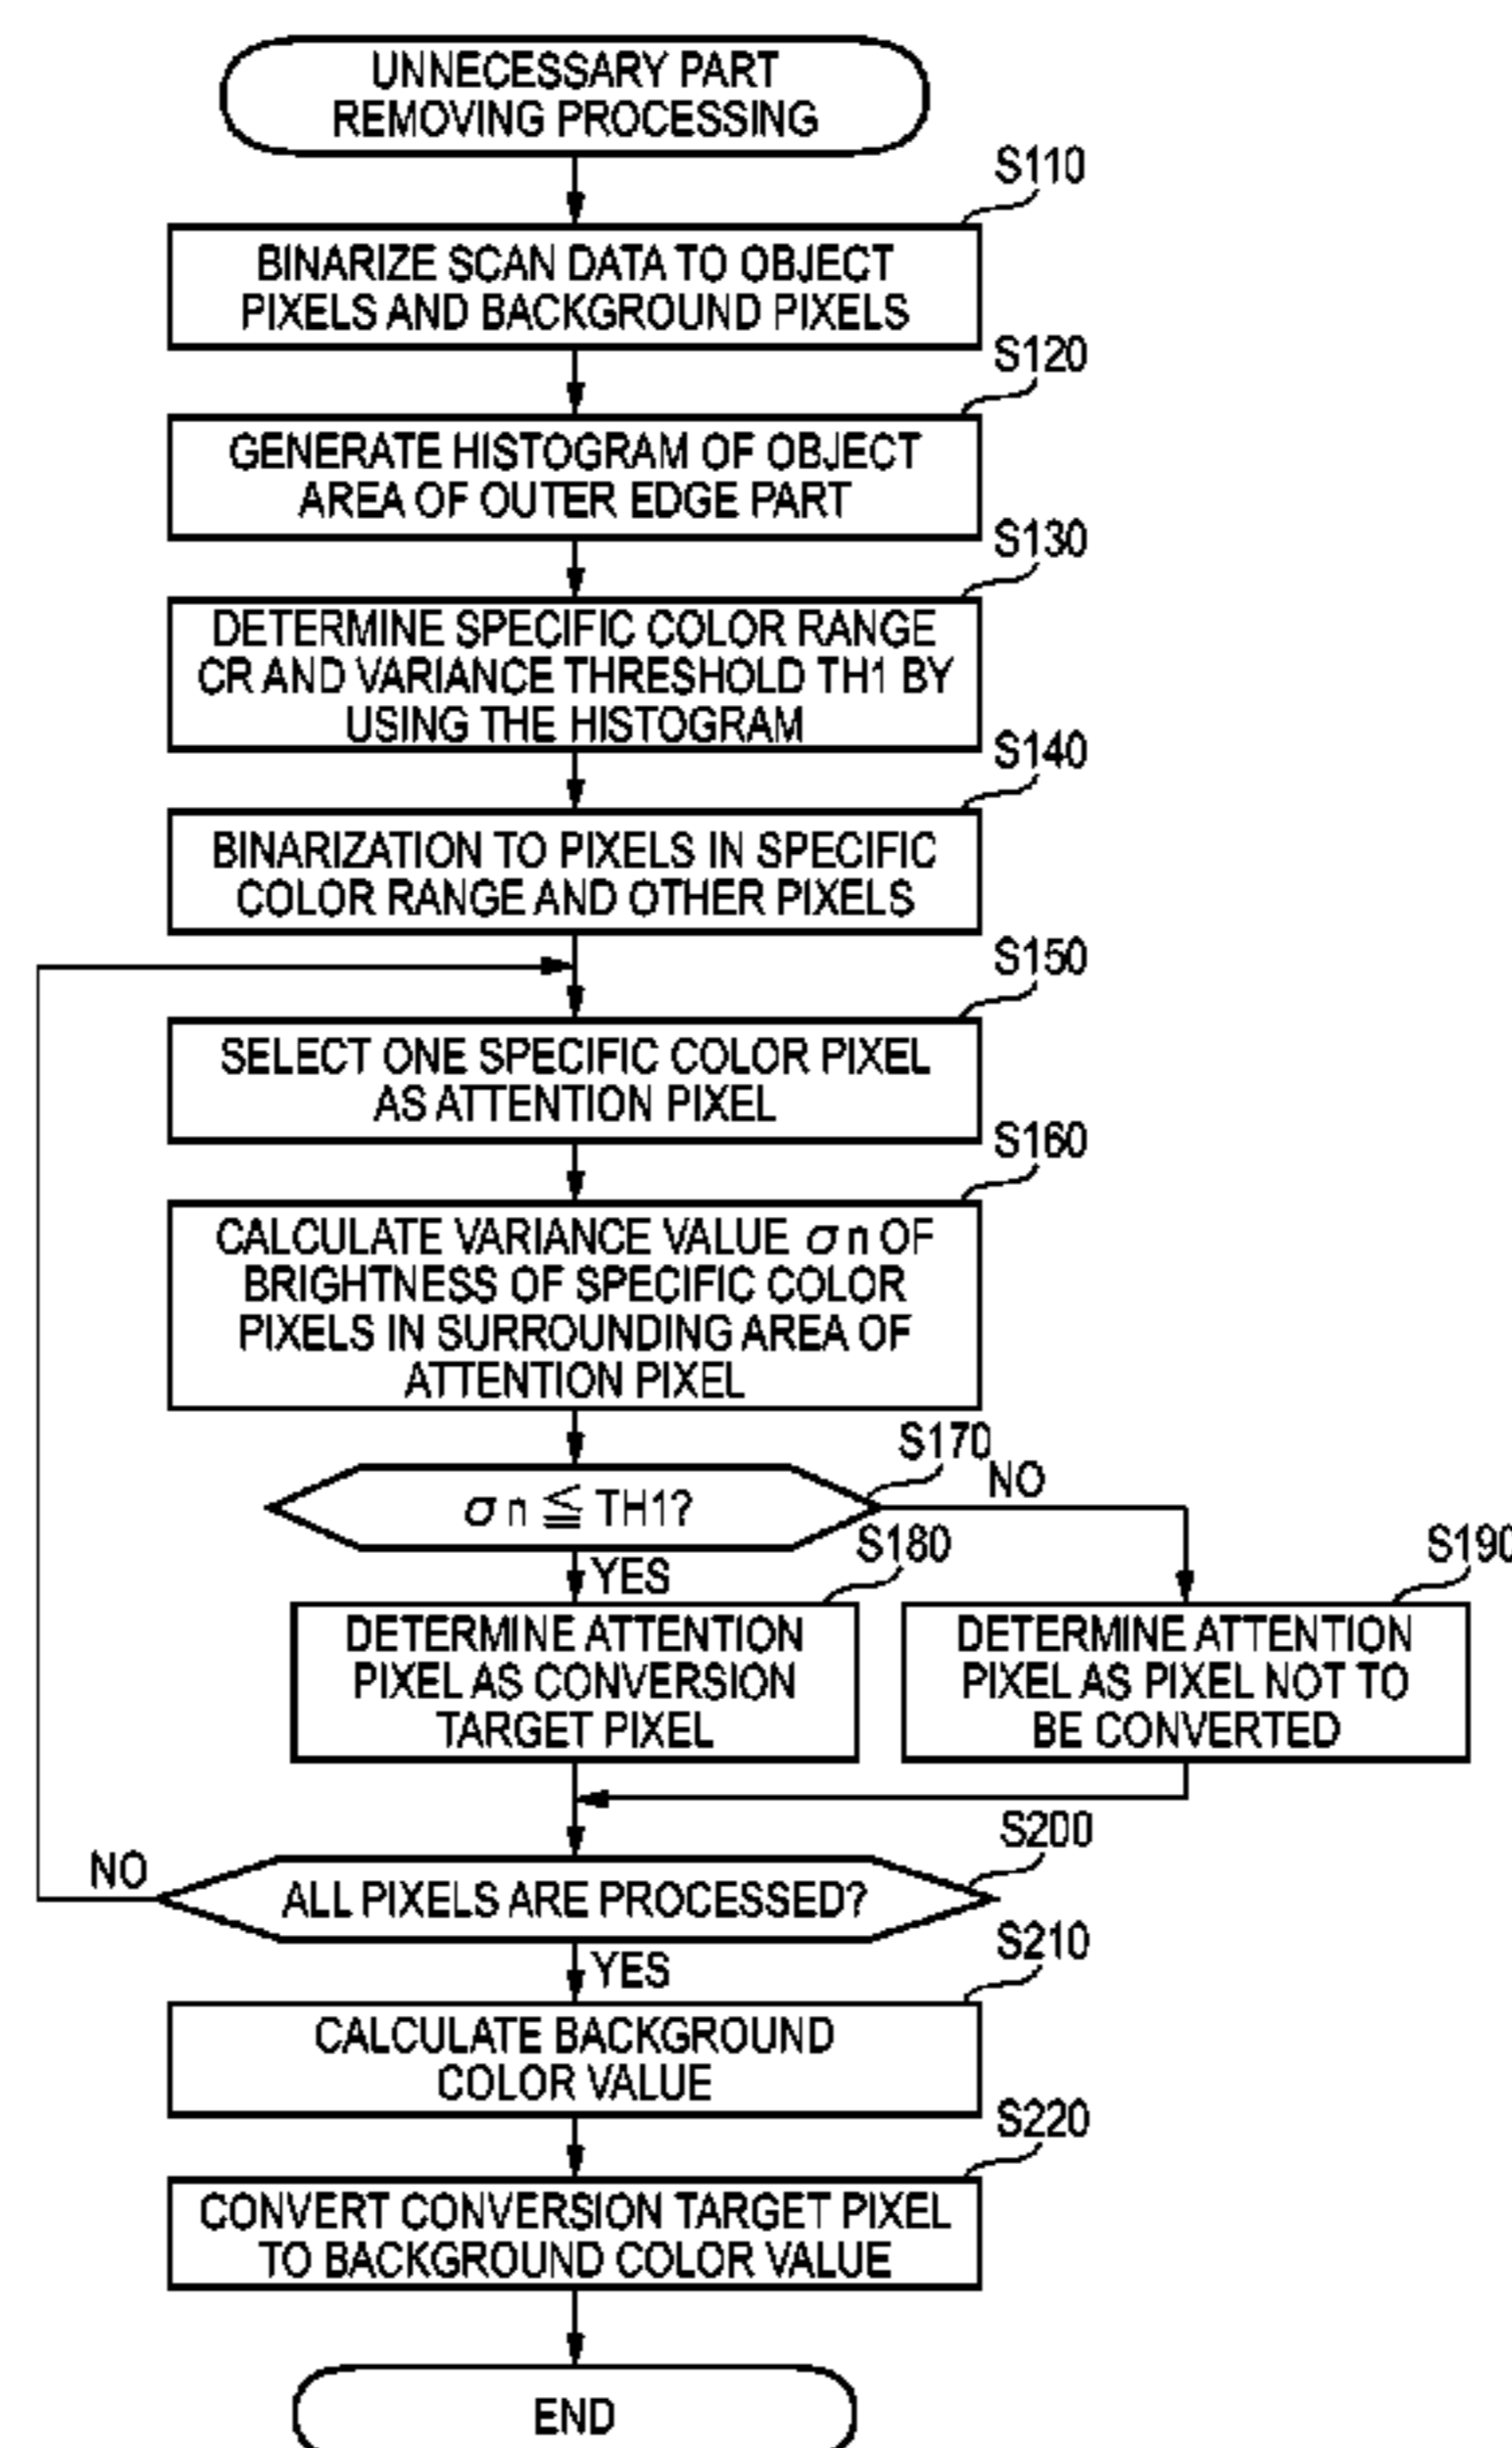 UNNECESSARY PART
REMOVING PROCESSING
S110
BINARIZE SCAN DATA TO OBJECT
PIXELS AND BACKGROUND PIXELS
S120
GENERATE HISTOGRAM OF OBJECT
AREA OF OUTER EDGE PART
S130
DETERMINE SPECIFIC COLOR RANGE
CR AND VARIANCE THRESHOLD TH1 BY
USING THE HISTOGRAM
S140
BINARIZATION TO PIXELS IN SPECIFIC
COLOR RANGE AND OTHER PIXELS
S150
SELECT ONE SPECIFIC COLOR PIXEL
AS ATTENTION PIXEL
S160
CALCULATE VARIANCE VALUE σn OF
BRIGHTNESS OF SPECIFIC COLOR
PIXELS IN SURROUNDING AREA OF
ATTENTION PIXEL
S170
NO
σn ≦ TH1?
YES
S180
DETERMINE ATTENTION
PIXEL AS CONVERSION
TARGET PIXEL
S190
DETERMINE ATTENTION
PIXEL AS PIXEL NOT TO
BE CONVERTED
S200
NO
ALL PIXELS ARE PROCESSED?
YES
S210
CALCULATE BACKGROUND
COLOR VALUE
S220
CONVERT CONVERSION TARGET PIXEL
TO BACKGROUND COLOR VALUE
END